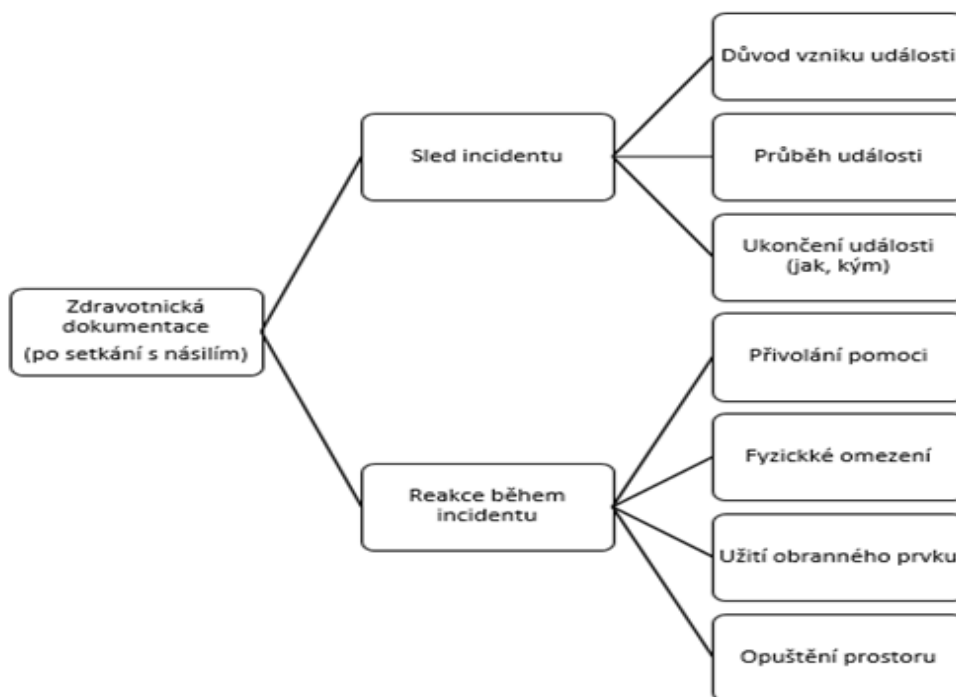 Zdravotnická
dokumentace
(po setkání s násilím)
Sled incidentu
Důvod vzniku události
Průběh události
Ukončení události
(jak, kým)
Reakce během
incidentu
Přivolání pomoci
Fyzickké omezení
Užití obranného prvku
Opuštění prostoru